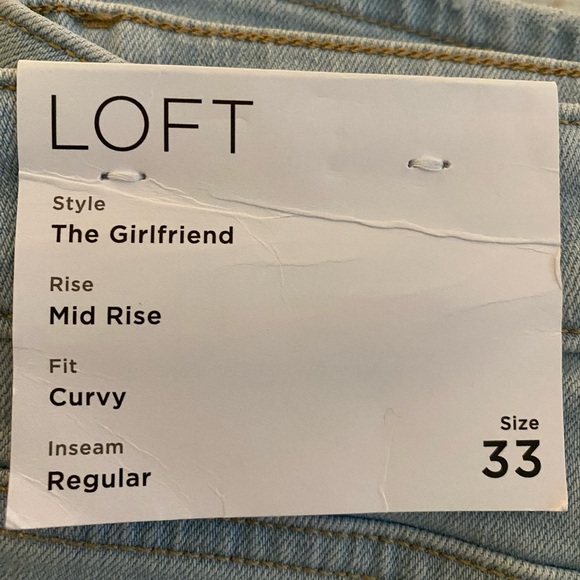 LOFT
Style
The Girlfriend
Rise
Mid Rise
Fit
Curvy
Inseam
Regular
Size
33